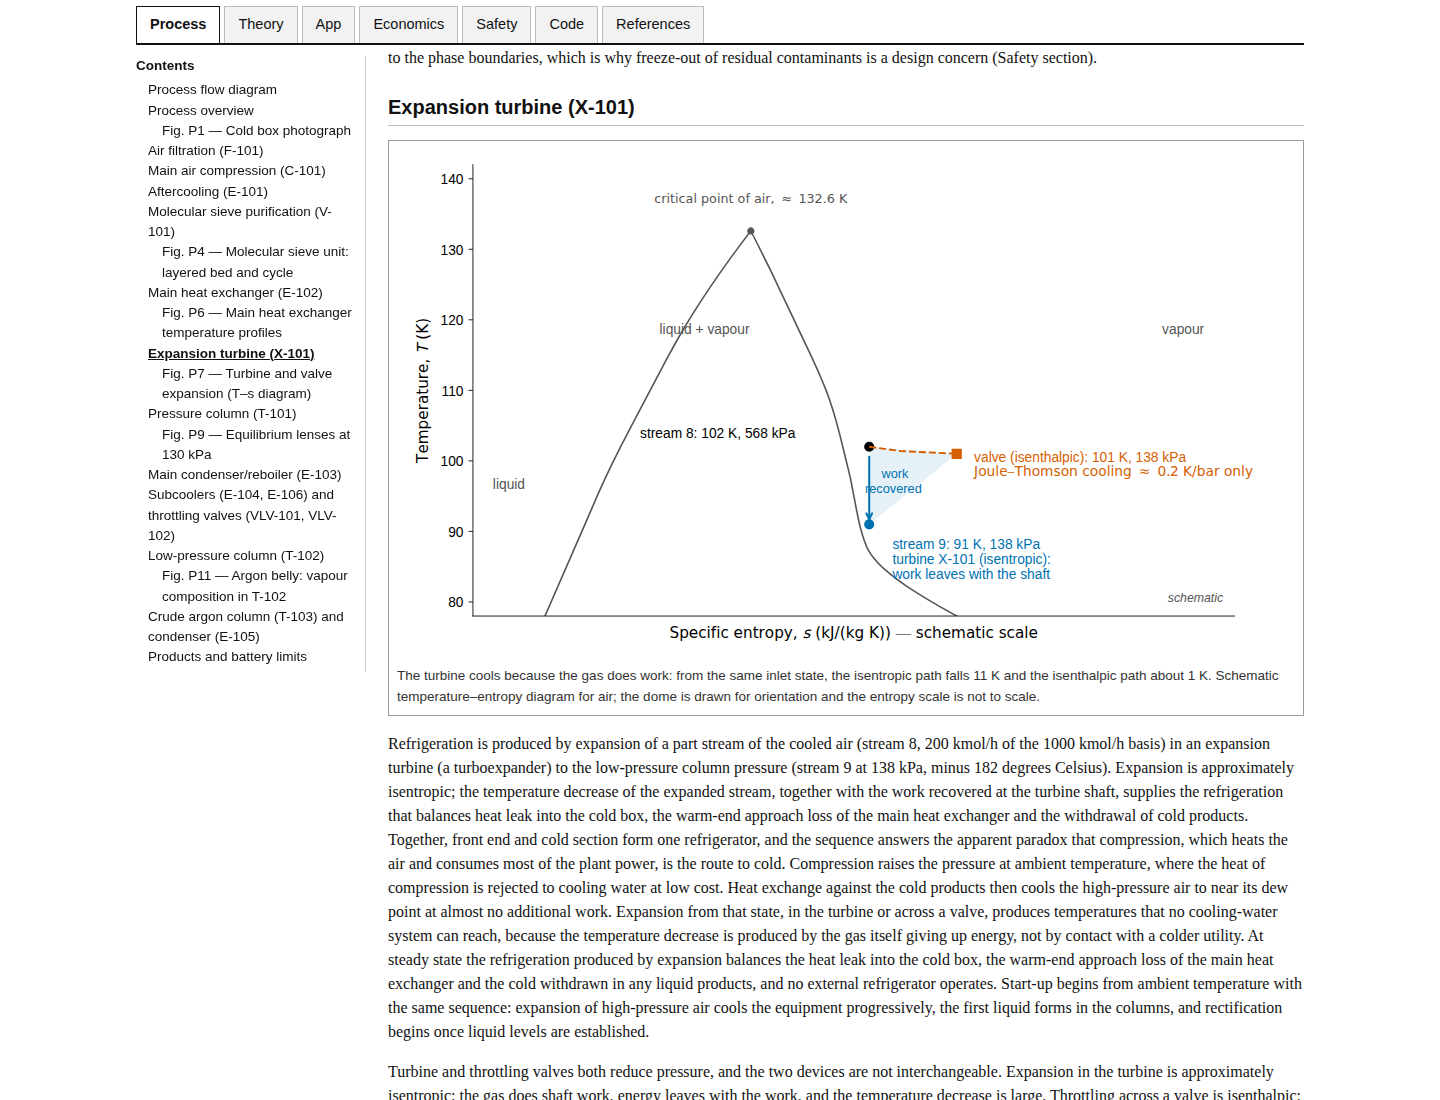 Process
Theory
App
Economics
Safety
Code
References
Contents
Process flow diagram
Process overview
Fig. P1 — Cold box photograph
Air filtration (F-101)
Main air compression (C-101)
Aftercooling (E-101)
Molecular sieve purification (V-
101)
Fig. P4 — Molecular sieve unit:
layered bed and cycle
Main heat exchanger (E-102)
Fig. P6 — Main heat exchanger
temperature profiles
Expansion turbine (X-101)
Fig. P7 — Turbine and valve
expansion (T–s diagram)
Pressure column (T-101)
Fig. P9 — Equilibrium lenses at
130 kPa
Main condenser/reboiler (E-103)
Subcoolers (E-104, E-106) and
throttling valves (VLV-101, VLV-
102)
Low-pressure column (T-102)
Fig. P11 — Argon belly: vapour
composition in T-102
Crude argon column (T-103) and
condenser (E-105)
Products and battery limits
to the phase boundaries, which is why freeze-out of residual contaminants is a design concern (Safety section).
Expansion turbine (X-101)
140
130
120
110
100
90
80
Temperature, T (K)
critical point of air, ≈ 132.6 K
liquid + vapour
vapour
stream 8: 102 K, 568 kPa
liquid
work
recovered
valve (isenthalpic): 101 K, 138 kPa
Joule–Thomson cooling ≈ 0.2 K/bar only
stream 9: 91 K, 138 kPa
turbine X-101 (isentropic):
work leaves with the shaft
schematic
Specific entropy, s (kJ/(kg K)) — schematic scale
The turbine cools because the gas does work: from the same inlet state, the isentropic path falls 11 K and the isenthalpic path about 1 K. Schematic
temperature–entropy diagram for air; the dome is drawn for orientation and the entropy scale is not to scale.
Refrigeration is produced by expansion of a part stream of the cooled air (stream 8, 200 kmol/h of the 1000 kmol/h basis) in an expansion
turbine (a turboexpander) to the low-pressure column pressure (stream 9 at 138 kPa, minus 182 degrees Celsius). Expansion is approximately
isentropic; the temperature decrease of the expanded stream, together with the work recovered at the turbine shaft, supplies the refrigeration
that balances heat leak into the cold box, the warm-end approach loss of the main heat exchanger and the withdrawal of cold products.
Together, front end and cold section form one refrigerator, and the sequence answers the apparent paradox that compression, which heats the
air and consumes most of the plant power, is the route to cold. Compression raises the pressure at ambient temperature, where the heat of
compression is rejected to cooling water at low cost. Heat exchange against the cold products then cools the high-pressure air to near its dew
point at almost no additional work. Expansion from that state, in the turbine or across a valve, produces temperatures that no cooling-water
system can reach, because the temperature decrease is produced by the gas itself giving up energy, not by contact with a colder utility. At
steady state the refrigeration produced by expansion balances the heat leak into the cold box, the warm-end approach loss of the main heat
exchanger and the cold withdrawn in any liquid products, and no external refrigerator operates. Start-up begins from ambient temperature with
the same sequence: expansion of high-pressure air cools the equipment progressively, the first liquid forms in the columns, and rectification
begins once liquid levels are established.
Turbine and throttling valves both reduce pressure, and the two devices are not interchangeable. Expansion in the turbine is approximately
isentropic: the gas does shaft work, energy leaves with the work, and the temperature decrease is large. Throttling across a valve is isenthalpic: